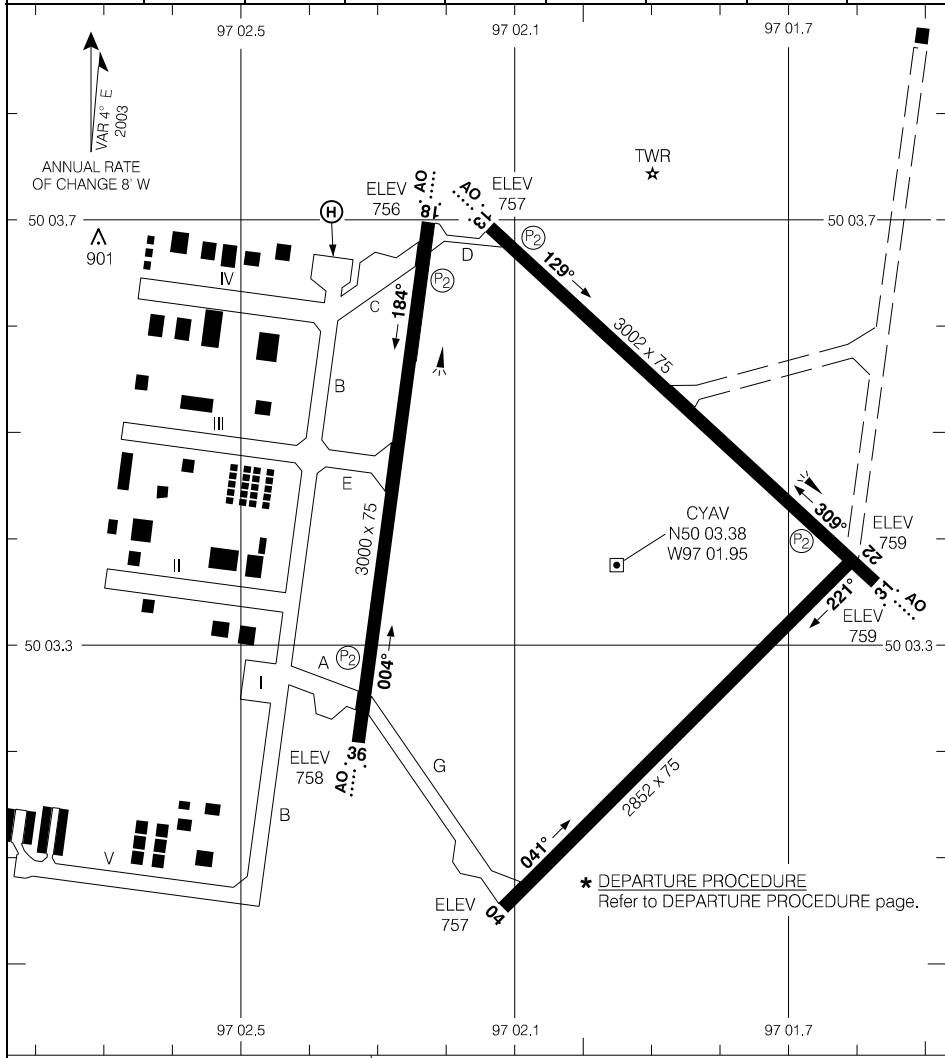 97 02.5
97 02.1
97 01.7
VAR 4° E
2003
ANNUAL RATE
OF CHANGE 8' W
TWR
ELEV
756
AO
18
AO
13
ELEV
757
50 03.7
50 03.7
H
901
P2
D
P2
129°
IV
C
184°
3002 x 75
B
III
E
3000 x 75
CYAV
N50 03.38
W97 01.95
309°
P2
ELEV
759
22
II
31
AO
221°
ELEV
759
50 03.3
50 03.3
A
P2
004°
I
36
ELEV
758
AO
G
2852 x 75
B
V
041°
* DEPARTURE PROCEDURE
Refer to DEPARTURE PROCEDURE page.
ELEV
757
04
97 02.5
97 02.1
97 01.7